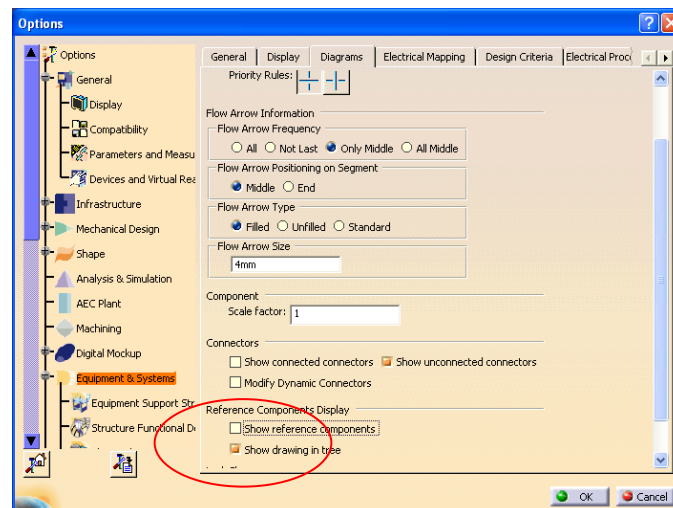 Options
Options
General
Display
Compatibility
Parameters and Measu
Devices and Virtual Rea
Infrastructure
Mechanical Design
Shape
Analysis & Simulation
AEC Plant
Machining
Digital Mockup
Equipment & Systems
Equipment Support Str
Structure Functional D
General Display Diagrams Electrical Mapping Design Criteria Electrical Proc
Priority Rules:
Flow Arrow Information
Flow Arrow Frequency
All Not Last Only Middle All Middle
Flow Arrow Positioning on Segment
Middle End
Flow Arrow Type
Filled Unfilled Standard
Flow Arrow Size
4mm
Component
Scale factor: 1
Connectors
Show connected connectors Show unconnected connectors
Modify Dynamic Connectors
Reference Components Display
Show reference components
Show drawing in tree
OK Cancel